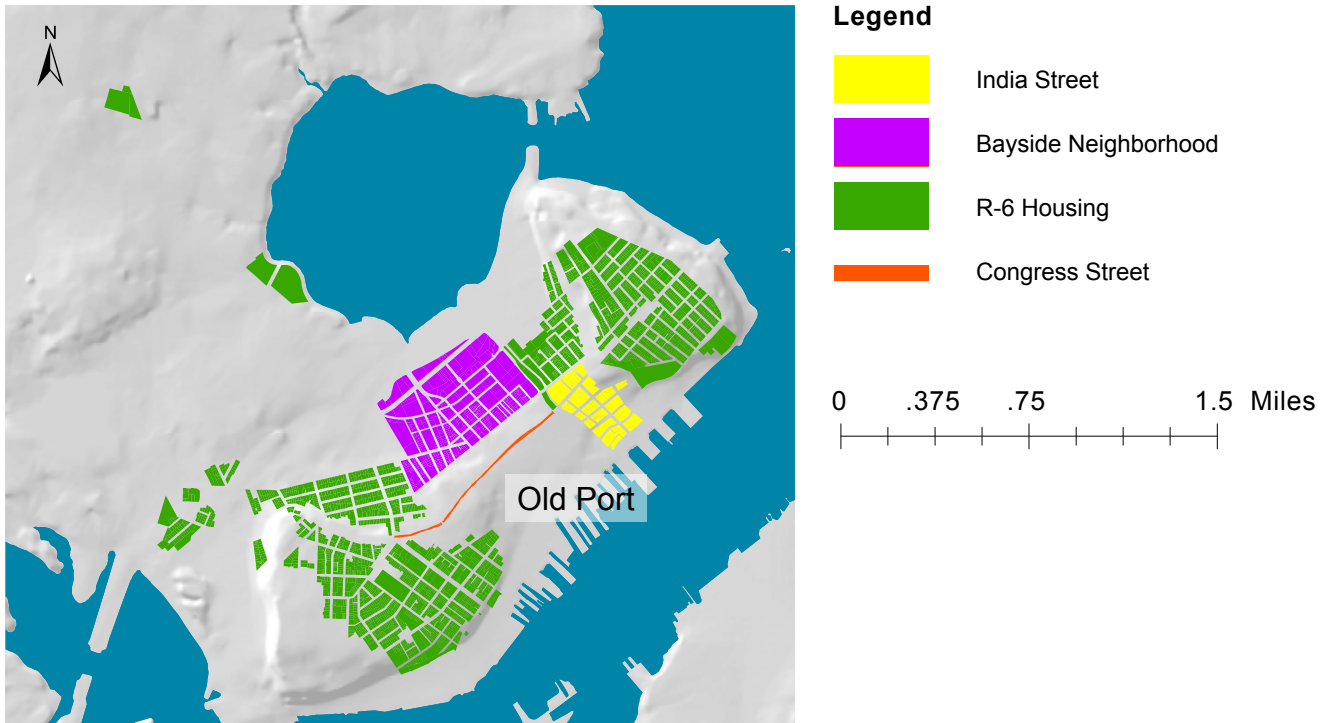 N
Old Port
Legend
India Street
Bayside Neighborhood
R-6 Housing
Congress Street
0 .375 .75 1.5 Miles